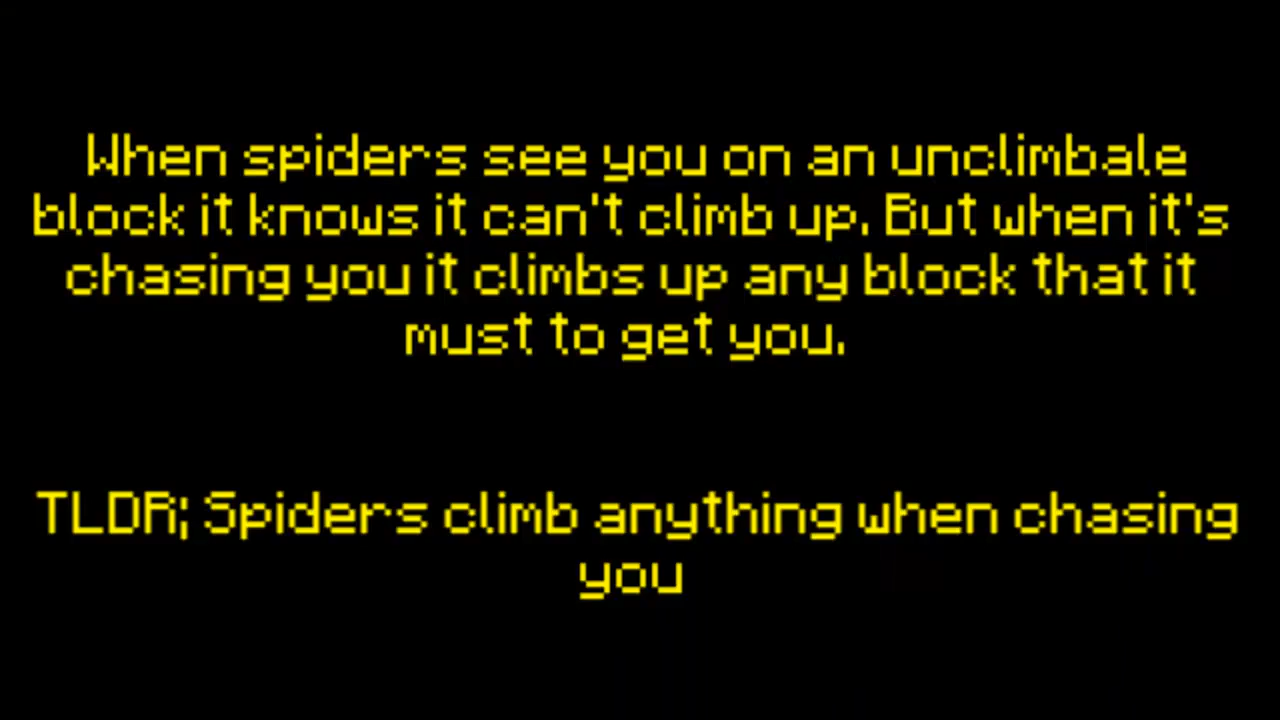 When spiders see you on an unclimbale
block it knows it can't climb up. But when it's
chasing you it climbs up any block that it
must to get you.
TLDR; Spiders climb anything when chasing
you